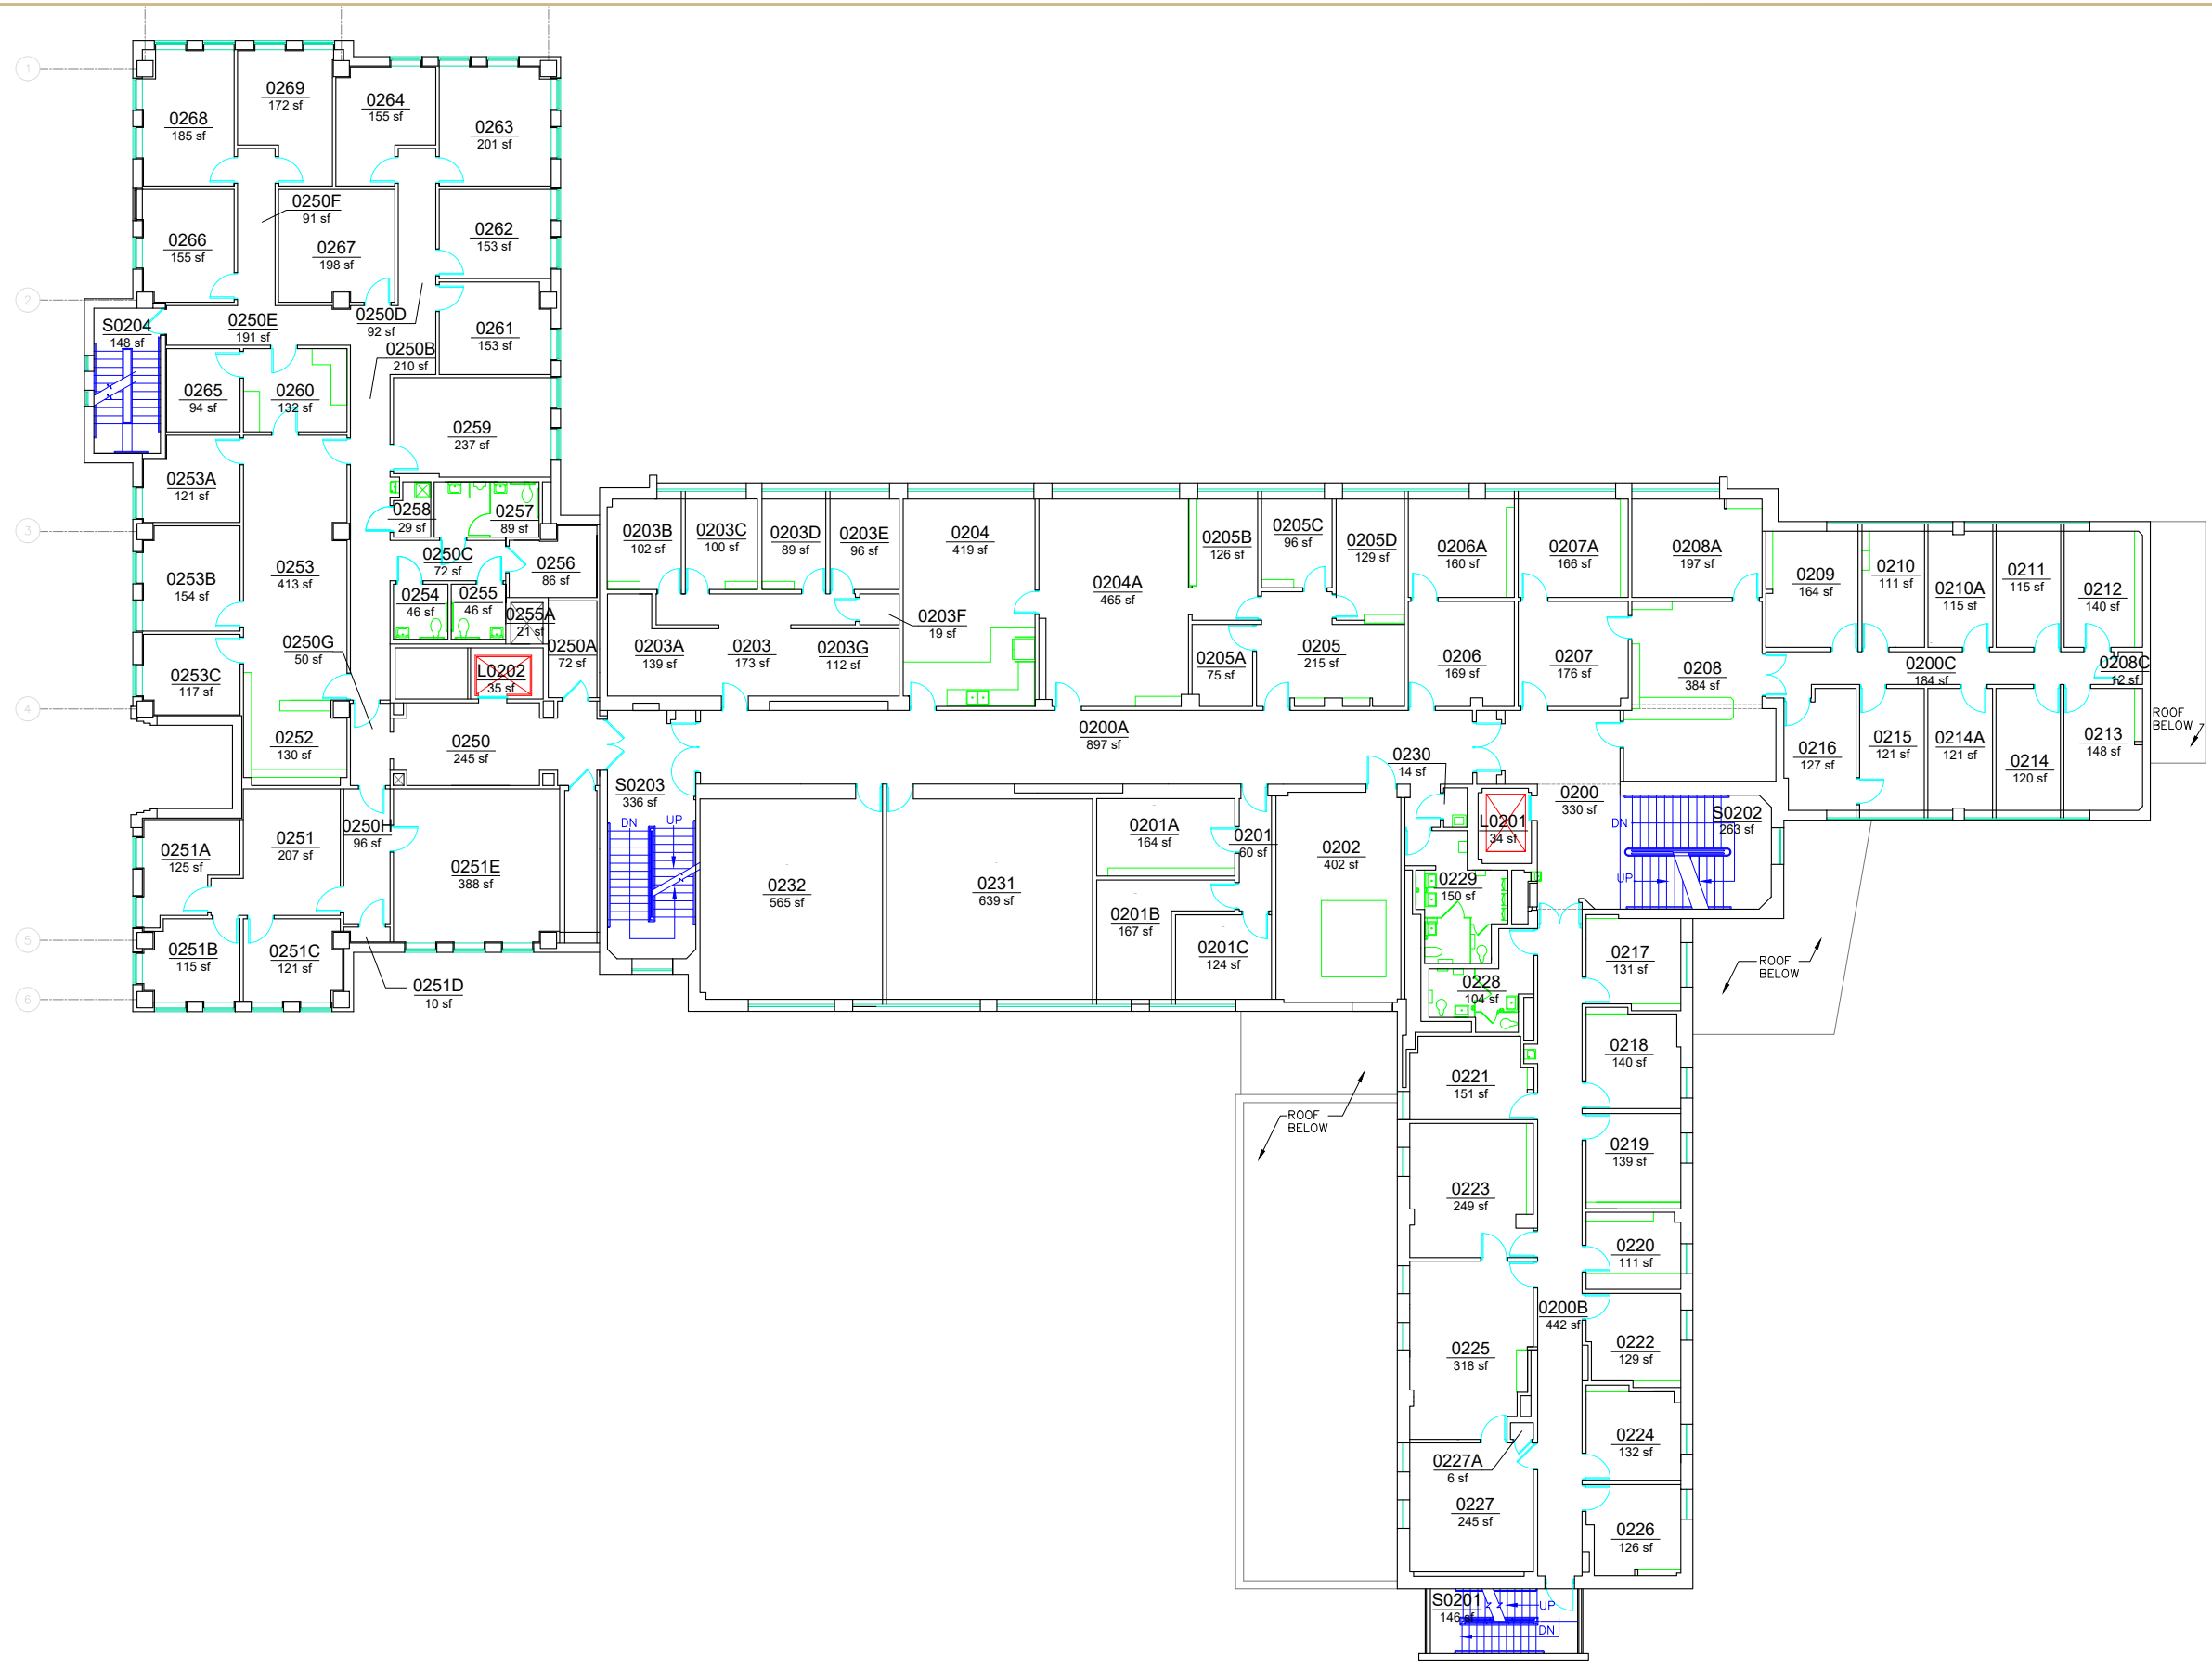 1
0268
185 sf
0269
172 sf
0264
155 sf
0263
201 sf
0250F
91 sf
0266
155 sf
0267
198 sf
0262
153 sf
2
S0204
148 sf
0250E
191 sf
0250D
92 sf
0261
153 sf
0250B
210 sf
0265
94 sf
0260
132 sf
0259
237 sf
0253A
121 sf
0258
29 sf
0257
89 sf
3
0253
413 sf
0253B
154 sf
0250C
72 sf
0256
86 sf
0254
46 sf
0255
46 sf
0255A
21 sf
0250G
50 sf
0250A
72 sf
0253C
117 sf
L0202
35 sf
4
0252
130 sf
0250
245 sf
0203B
102 sf
0203C
100 sf
0203D
89 sf
0203E
96 sf
0204
419 sf
0204A
465 sf
0205B
126 sf
0205C
96 sf
0205D
129 sf
0206A
160 sf
0207A
166 sf
0208A
197 sf
0209
164 sf
0210
111 sf
0210A
115 sf
0211
115 sf
0212
140 sf
0203F
19 sf
0203A
139 sf
0203
173 sf
0203G
112 sf
0205A
75 sf
0205
215 sf
0206
169 sf
0207
176 sf
0208
384 sf
0200C
184 sf
0208C
12 sf
0200A
897 sf
0216
127 sf
0215
121 sf
0214A
121 sf
0214
120 sf
0213
148 sf
ROOF
BELOW
S0203
336 sf
DN
UP
0230
14 sf
0200
330 sf
L0201
34 sf
S0202
263 sf
DN
UP
0251A
125 sf
0251
207 sf
0250H
96 sf
0251E
388 sf
0232
565 sf
0231
639 sf
0201A
164 sf
0201
60 sf
0202
402 sf
0229
150 sf
5
0251B
115 sf
0251C
121 sf
0201B
167 sf
0201C
124 sf
0217
131 sf
ROOF
BELOW
6
0251D
10 sf
0228
104 sf
0218
140 sf
0221
151 sf
ROOF
BELOW
0219
139 sf
0223
249 sf
0220
111 sf
0200B
442 sf
0225
318 sf
0222
129 sf
0224
132 sf
0227A
6 sf
0227
245 sf
0226
126 sf
S0201
146 sf
UP
DN